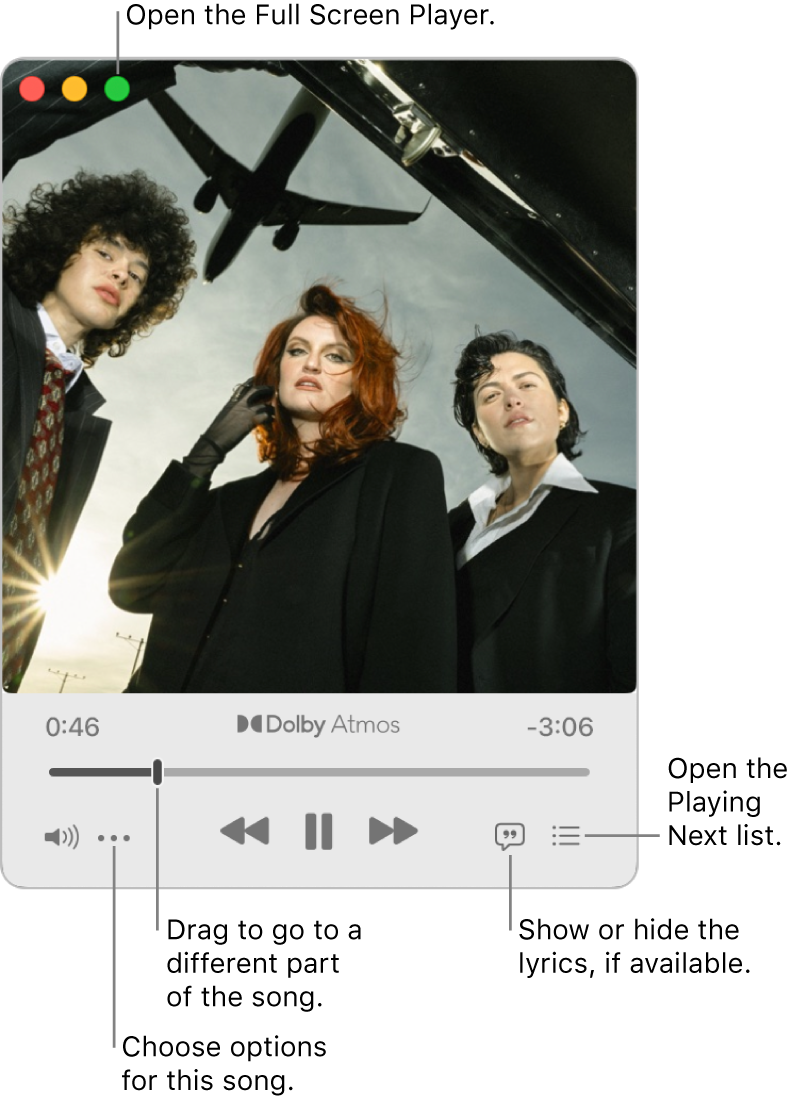 Open the Full Screen Player.
0:46
Dolby Atmos
-3:06
Open the
Playing
Next list.
Drag to go to a
different part
of the song.
Show or hide the
lyrics, if available.
Choose options
for this song.